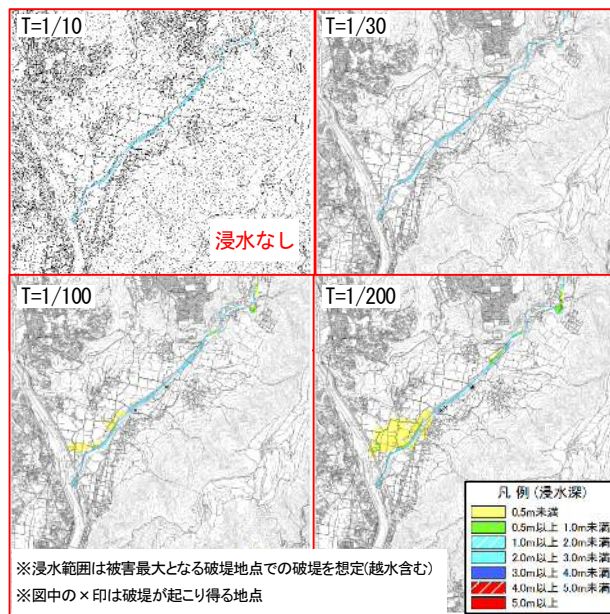 T=1/10
T=1/30
浸水なし
T=1/100
T=1/200
凡 例 (浸水深)
0.5m未満
0.5m以上 1.0m未満
1.0m以上 2.0m未満
2.0m以上 3.0m未満
3.0m以上 4.0m未満
4.0m以上 5.0m未満
5.0m以上
※浸水範囲は被害最大となる破堤地点での破堤を想定(越水含む)
※図中の×印は破堤が起こり得る地点